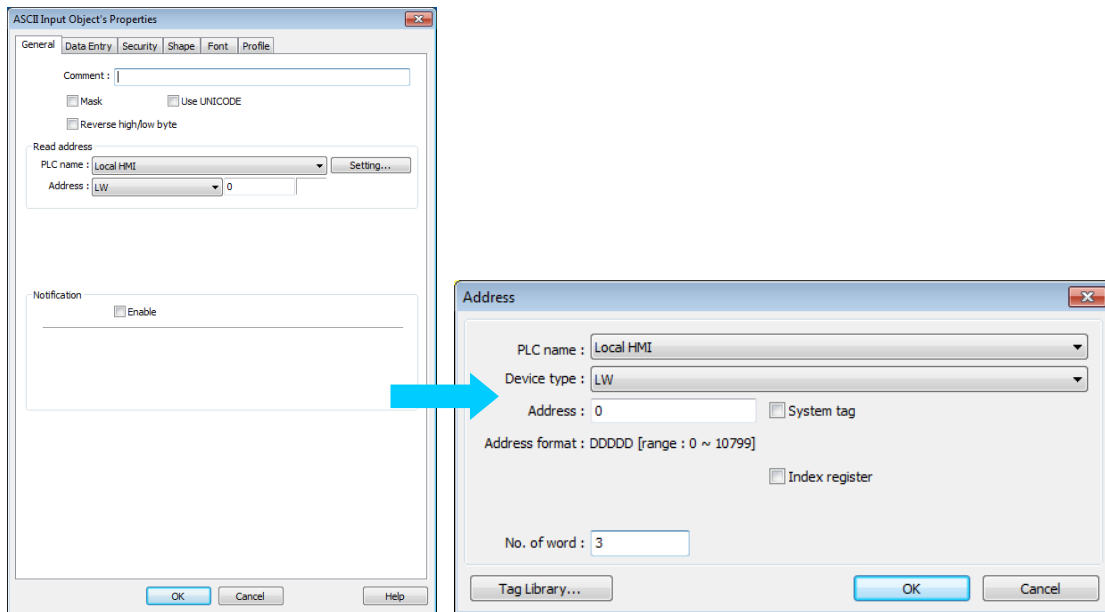 ASCII Input Object's Properties
General Data Entry Security Shape Font Profile
Comment :
Mask Use UNICODE
Reverse high/low byte
Read address
PLC name : Local HMI Setting...
Address : LW 0
Notification
Enable
OK Cancel Help
Address
PLC name : Local HMI
Device type : LW
Address : 0 System tag
Address format : DDDDD [range : 0 ~ 10799]
Index register
No. of word : 3
Tag Library... OK Cancel